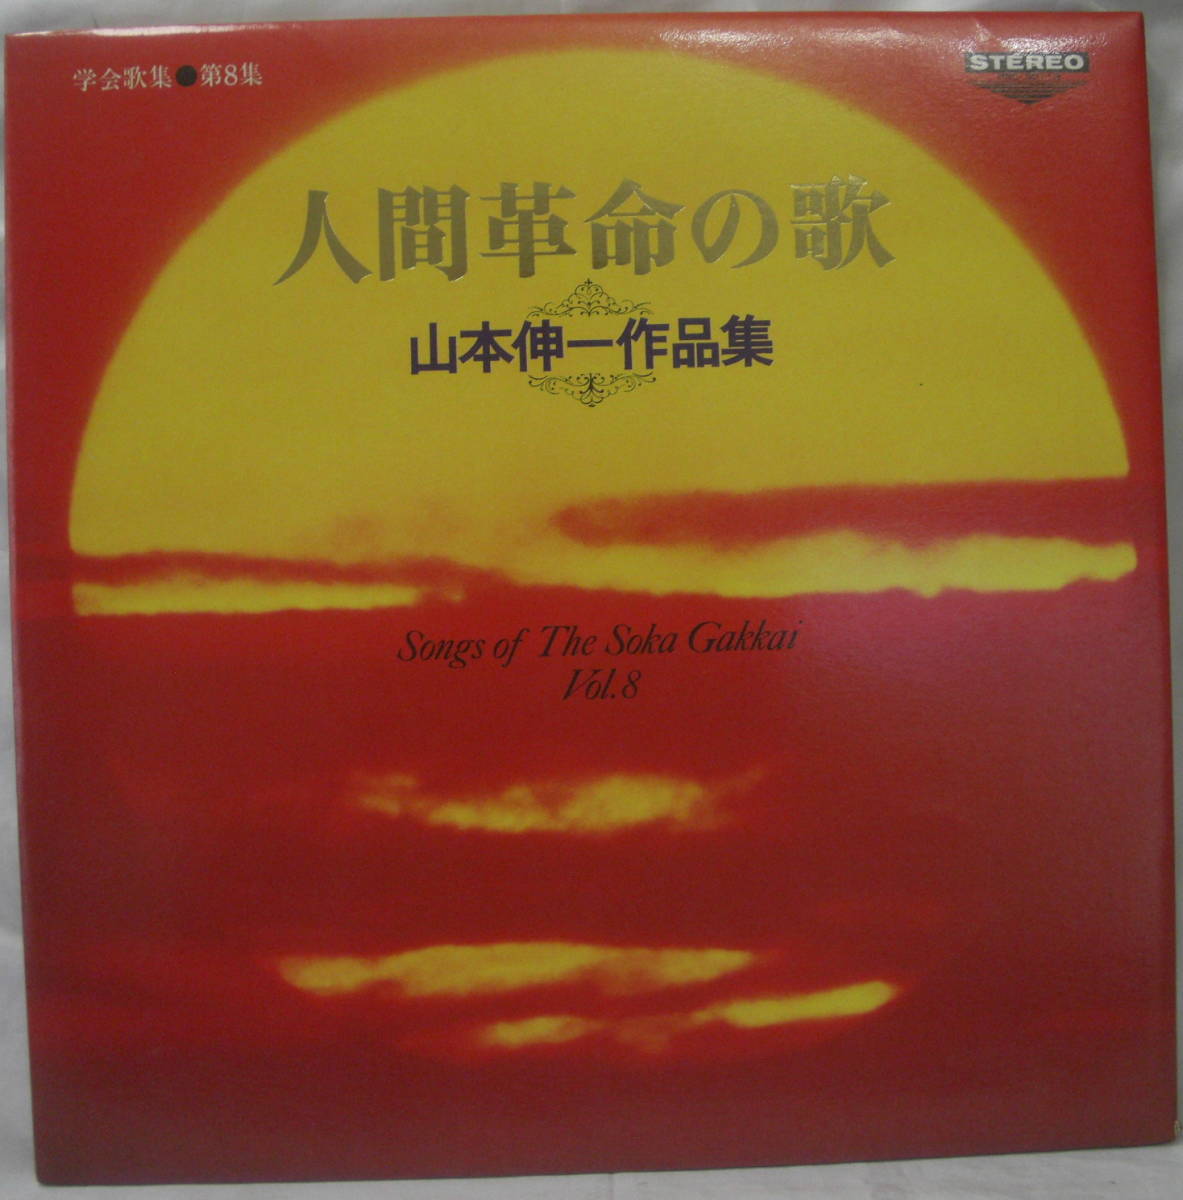 学会歌集●第8集
STEREO
人間革命の歌
山本伸一作品集
Songs of The Soka Gakkai
Vol.8